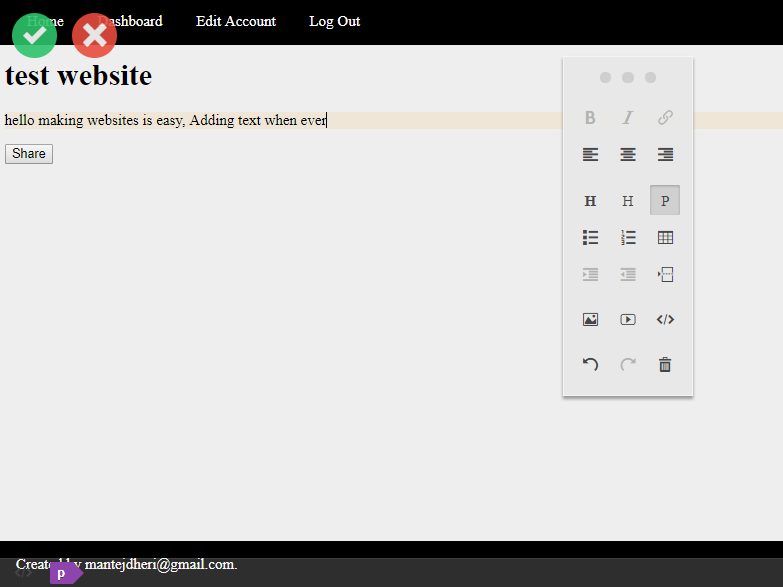 Home Dashboard Edit Account Log Out
test website
hello making websites is easy, Adding text when ever
Share
B I
H H P
Created by mantejdheri@gmail.com.
p